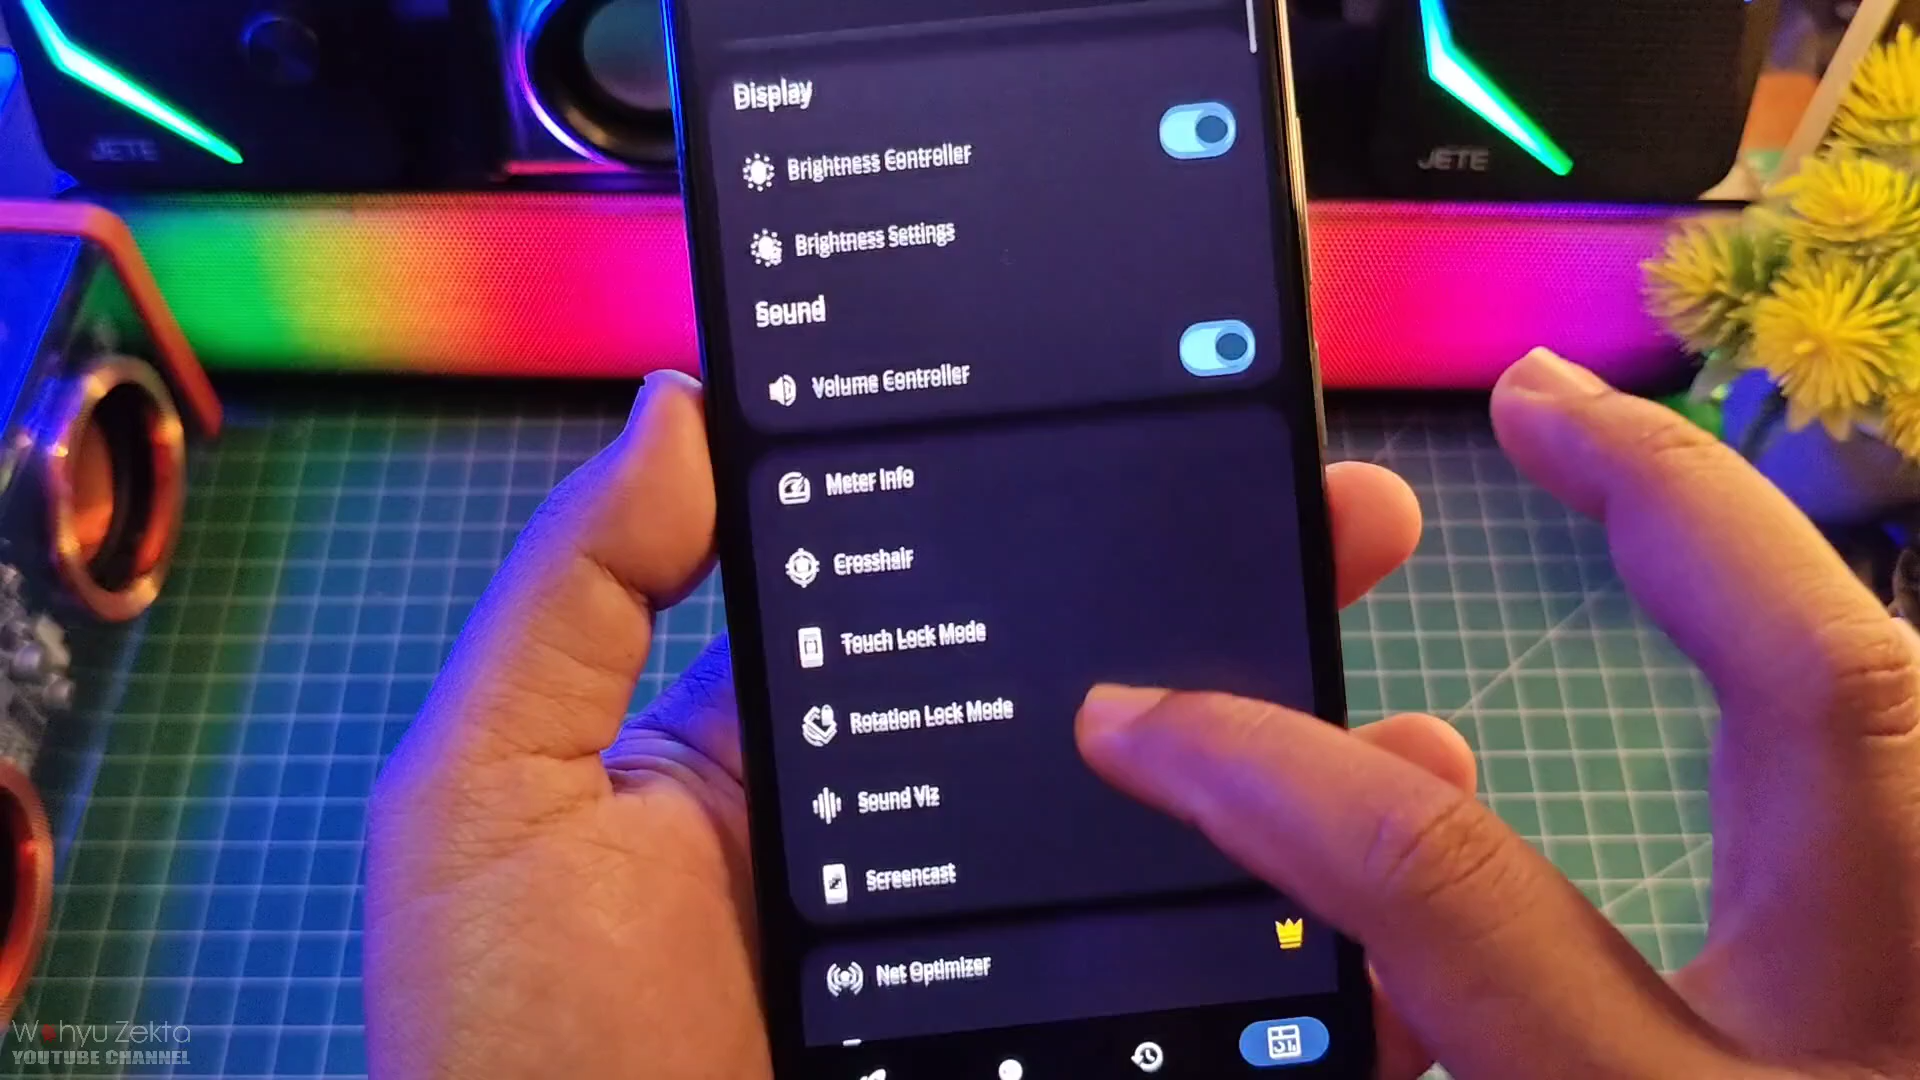 JETE
JETE
Display
Brightness Controller
Brightness Settings
Sound
Volume Controller
Meter Info
Crosshair
Touch Lock Mode
Rotation Lock Mode
Sound Viz
Screencast
Net Optimizer
Wahyu Zekta
YOUTUBE CHANNEL